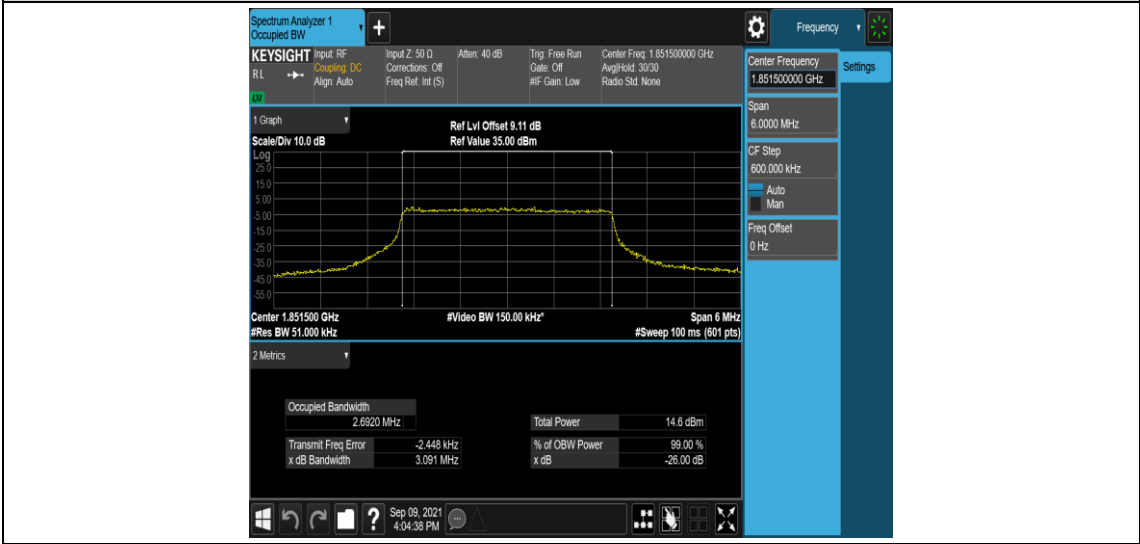 Spectrum Analyzer 1
Occupied BW
+
Frequency
KEYSIGHT
RL
LM
Input: RF
Coupling: DC
Align: Auto
Input Z: 50 Ω
Corrections: Off
Freq Ref: Int (S)
Atten: 40 dB
Trig: Free Run
Gate: Off
#IF Gain: Low
Center Freq: 1.851500000 GHz
Avg|Hold: 30/30
Radio Std: None
Center Frequency
1.851500000 GHz
Settings
Span
6.0000 MHz
CF Step
600.000 kHz
Auto
Man
Freq Offset
0 Hz
1 Graph
Scale/Div 10.0 dB
Ref Lvl Offset 9.11 dB
Ref Value 35.00 dBm
Log
25.0
15.0
5.00
-5.00
-15.0
-25.0
-35.0
-45.0
-55.0
Center 1.851500 GHz
#Video BW 150.00 kHz*
Span 6 MHz
#Res BW 51.000 kHz
#Sweep 100 ms (601 pts)
2 Metrics
Occupied Bandwidth
2.6920 MHz
Total Power 14.6 dBm
Transmit Freq Error -2.448 kHz
% of OBW Power 99.00 %
x dB Bandwidth 3.091 MHz
x dB -26.00 dB
?
Sep 09, 2021
4:04:38 PM